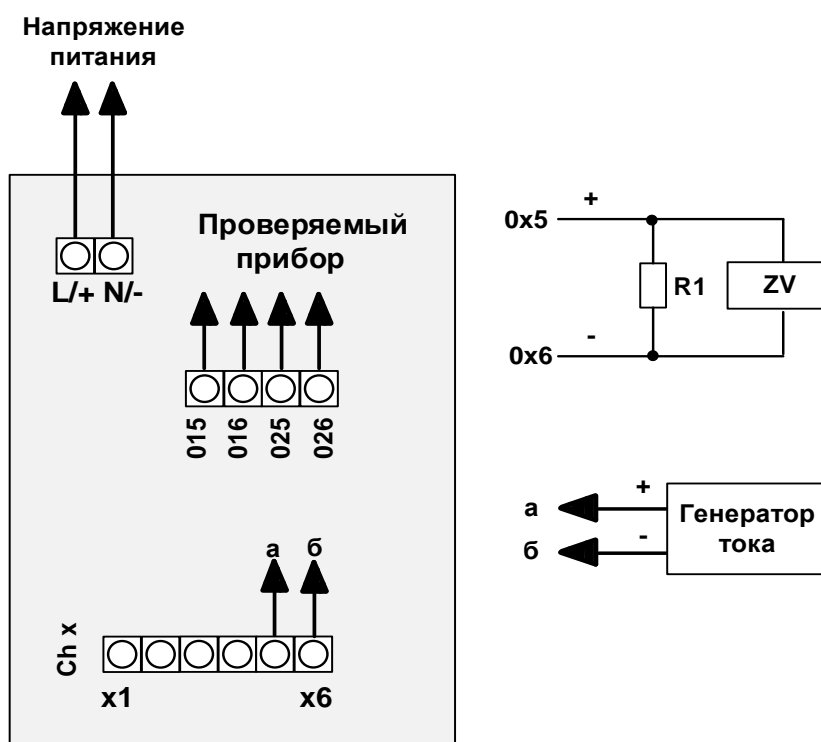 Напряжение
питания
L/+ N/-
Проверяемый
прибор
015
016
025
026
а б
Ch x
x1
x6
0x5
+
R1
ZV
-
0x6
а
+
Генератор
тока
б
-